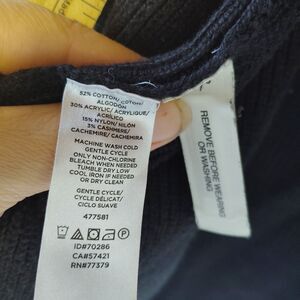 52% COTTON/ COTON/
ALGODÓN
30% ACRYLIC/ ACRYLIQUE/
ACRÍLICO
15% NYLON/ NILÓN
3% CASHMERE/
CACHEMIRE/ CACHEMIRA
MACHINE WASH COLD
GENTLE CYCLE
ONLY NON-CHLORINE
BLEACH WHEN NEEDED
TUMBLE DRY LOW
COOL IRON IF NEEDED
OR DRY CLEAN
GENTLE CYCLE/
CYCLE DÉLICAT/
CICLO SUAVE
477581
ID#70286
CA#57421
RN#77379
REMOVE BEFORE WEARING
OR WASHING